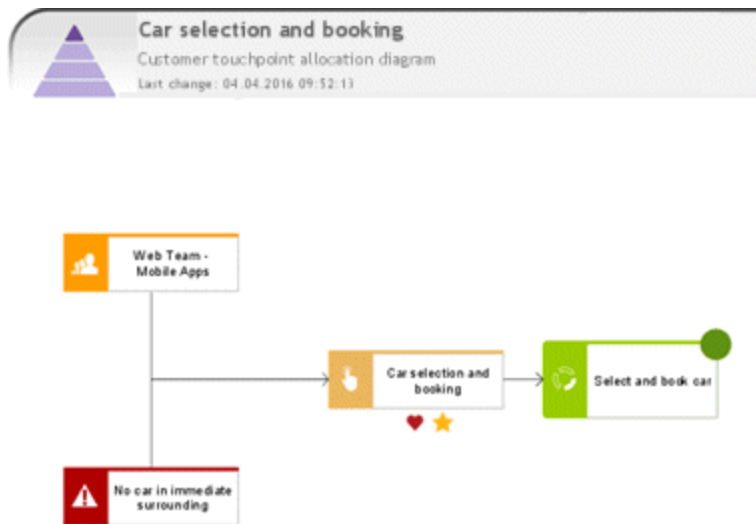 Car selection and booking
Customer touchpoint allocation diagram
Last change: 04.04.2016 09:52:13
Web Team -
Mobile Apps
Car selection and
booking
Select and book car
No car in immediate
surrounding